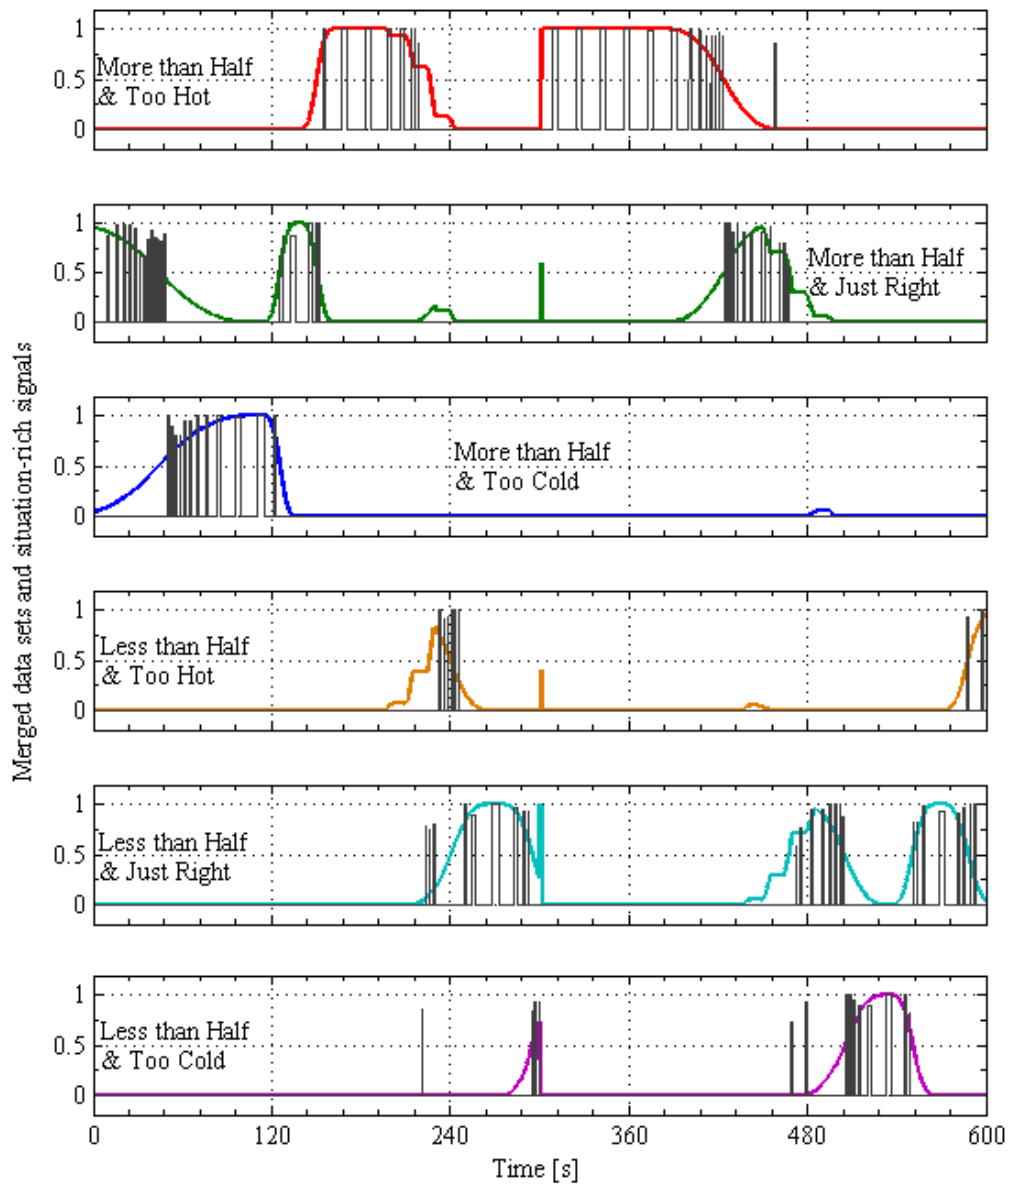 1
0.5
0
More than Half
& Too Hot
1
0.5
0
More than Half
& Just Right
1
0.5
0
More than Half
& Too Cold
1
0.5
0
Less than Half
& Too Hot
1
0.5
0
Less than Half
& Just Right
1
0.5
0
Less than Half
& Too Cold
0 120 240 360 480 600
Time [s]
Merged data sets and situation-rich signals